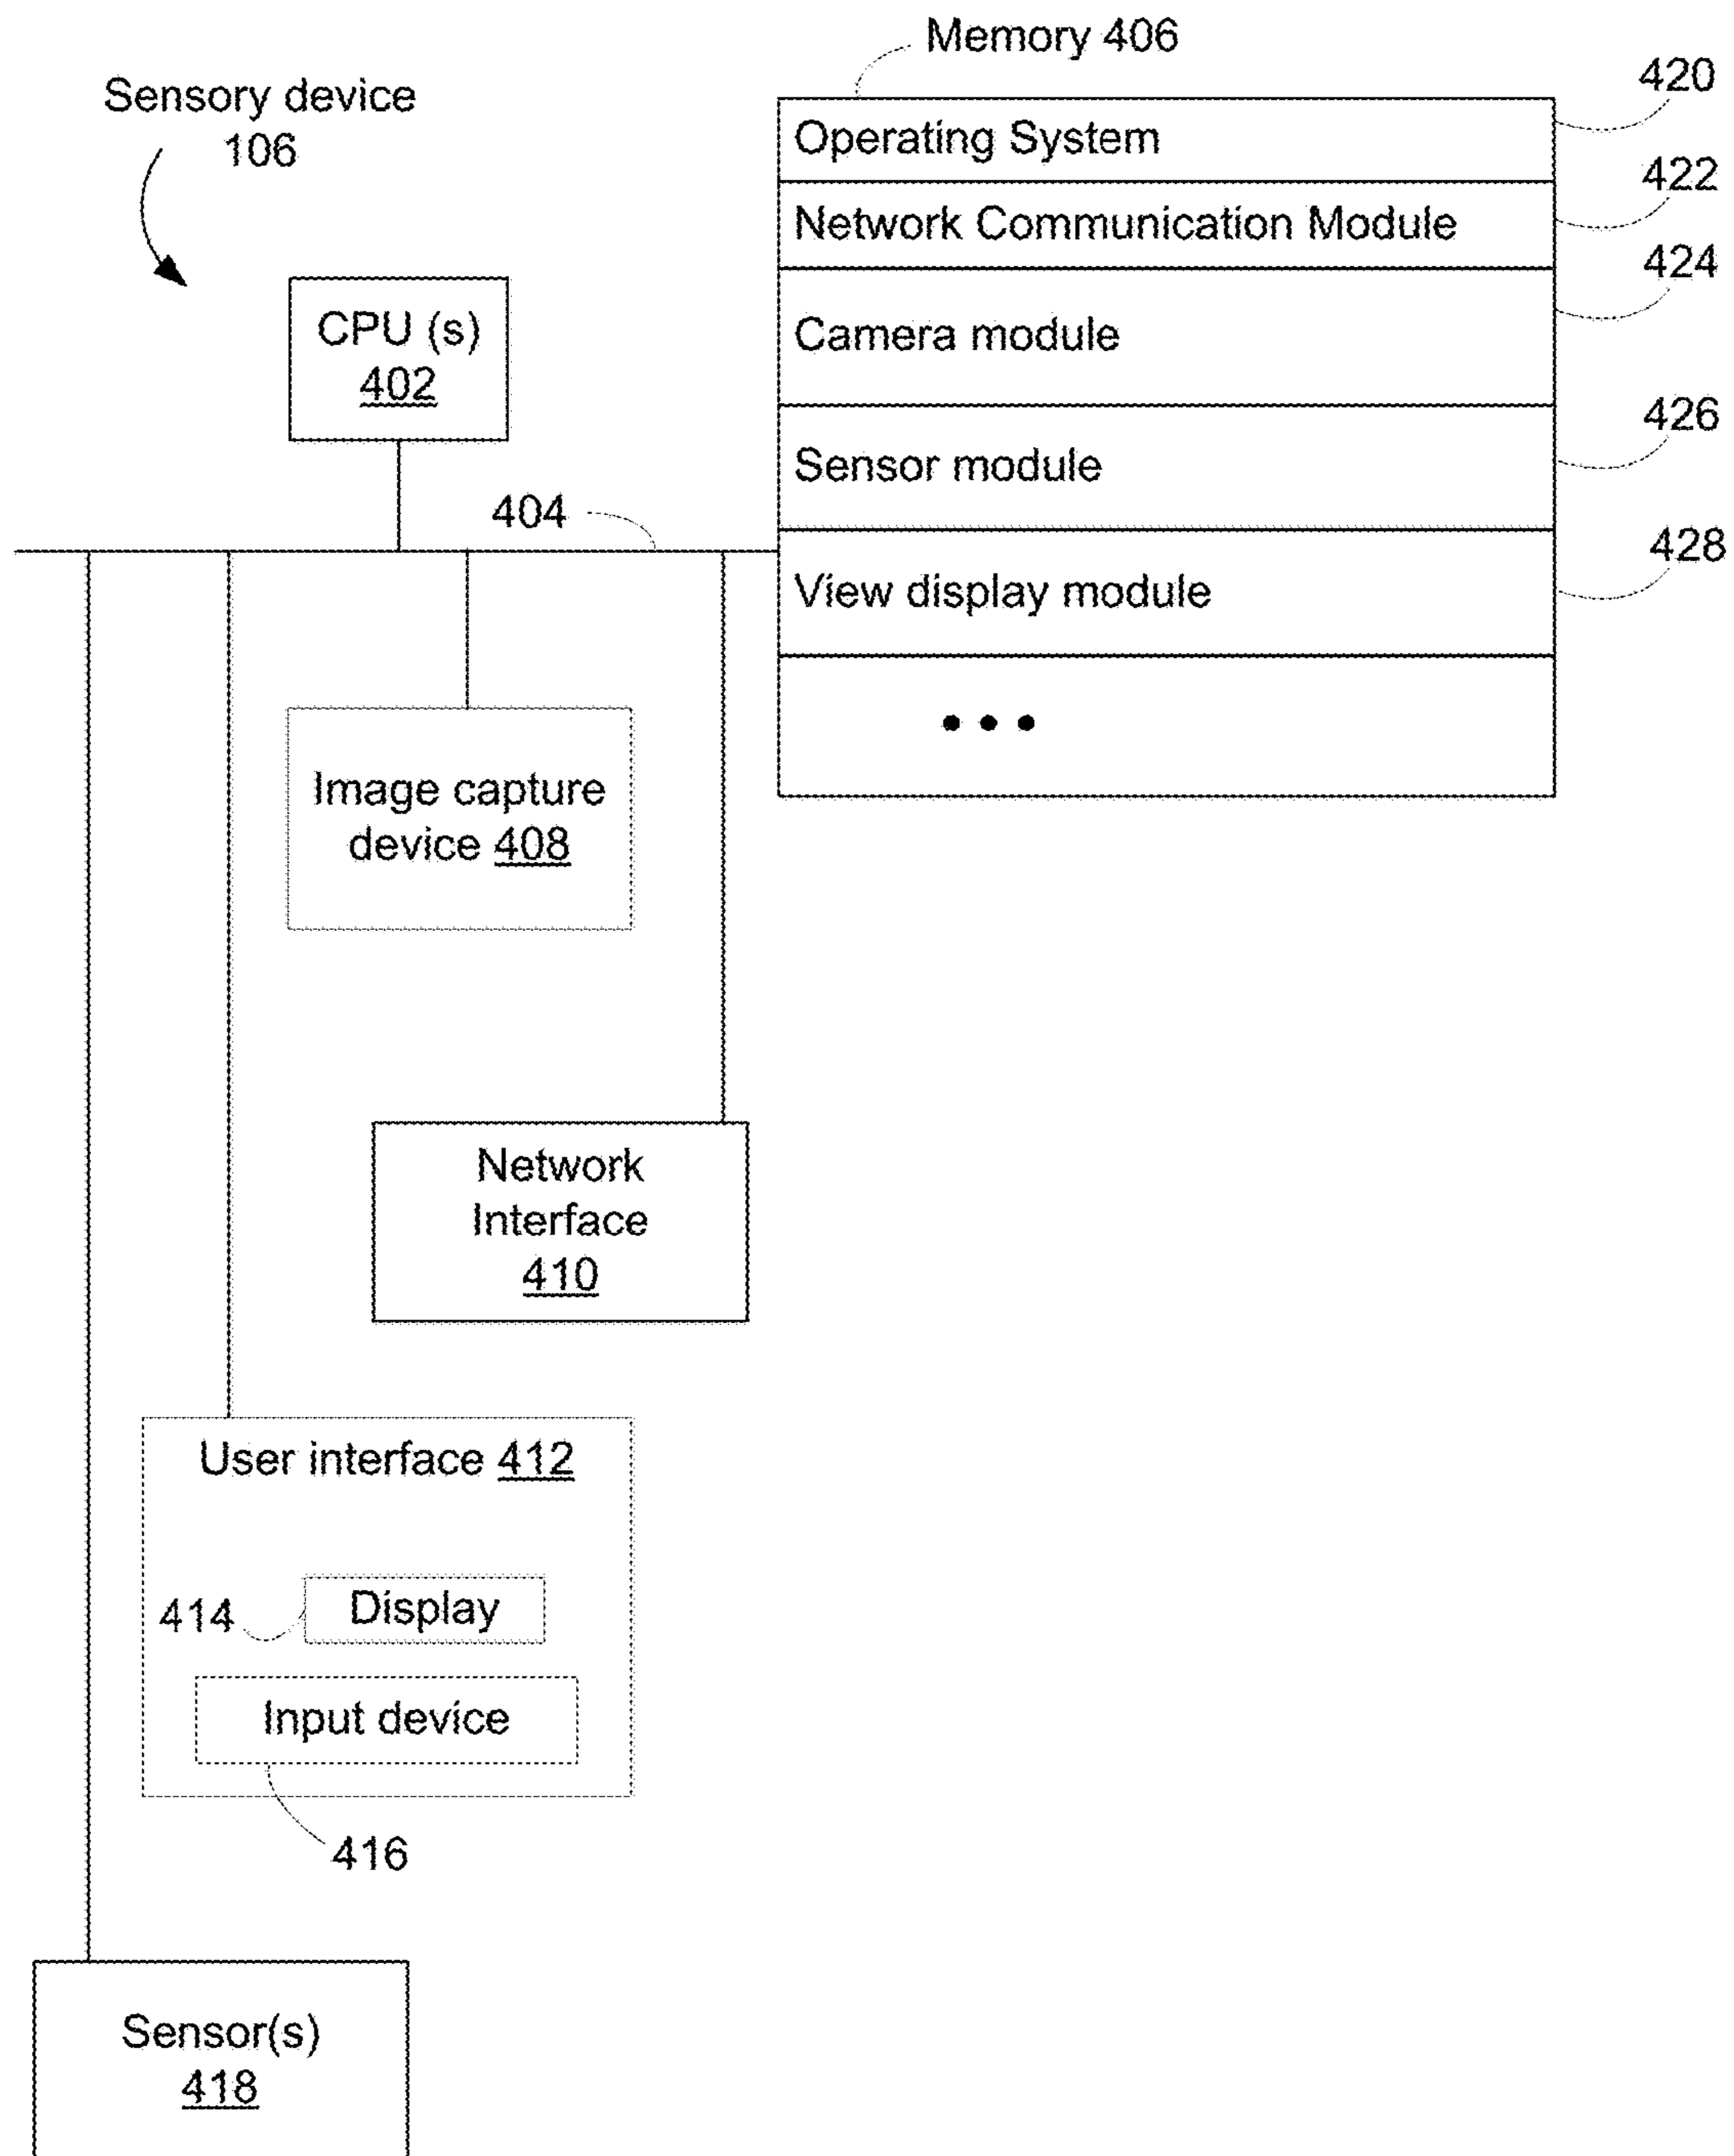 Memory 406
Sensory device
106
420
Operating System
422
Network Communication Module
424
CPU (s)
402
Camera module
426
Sensor module
404
428
View display module
• • •
Image capture
device 408
Network
Interface
410
User interface 412
414
Display
Input device
416
Sensor(s)
418